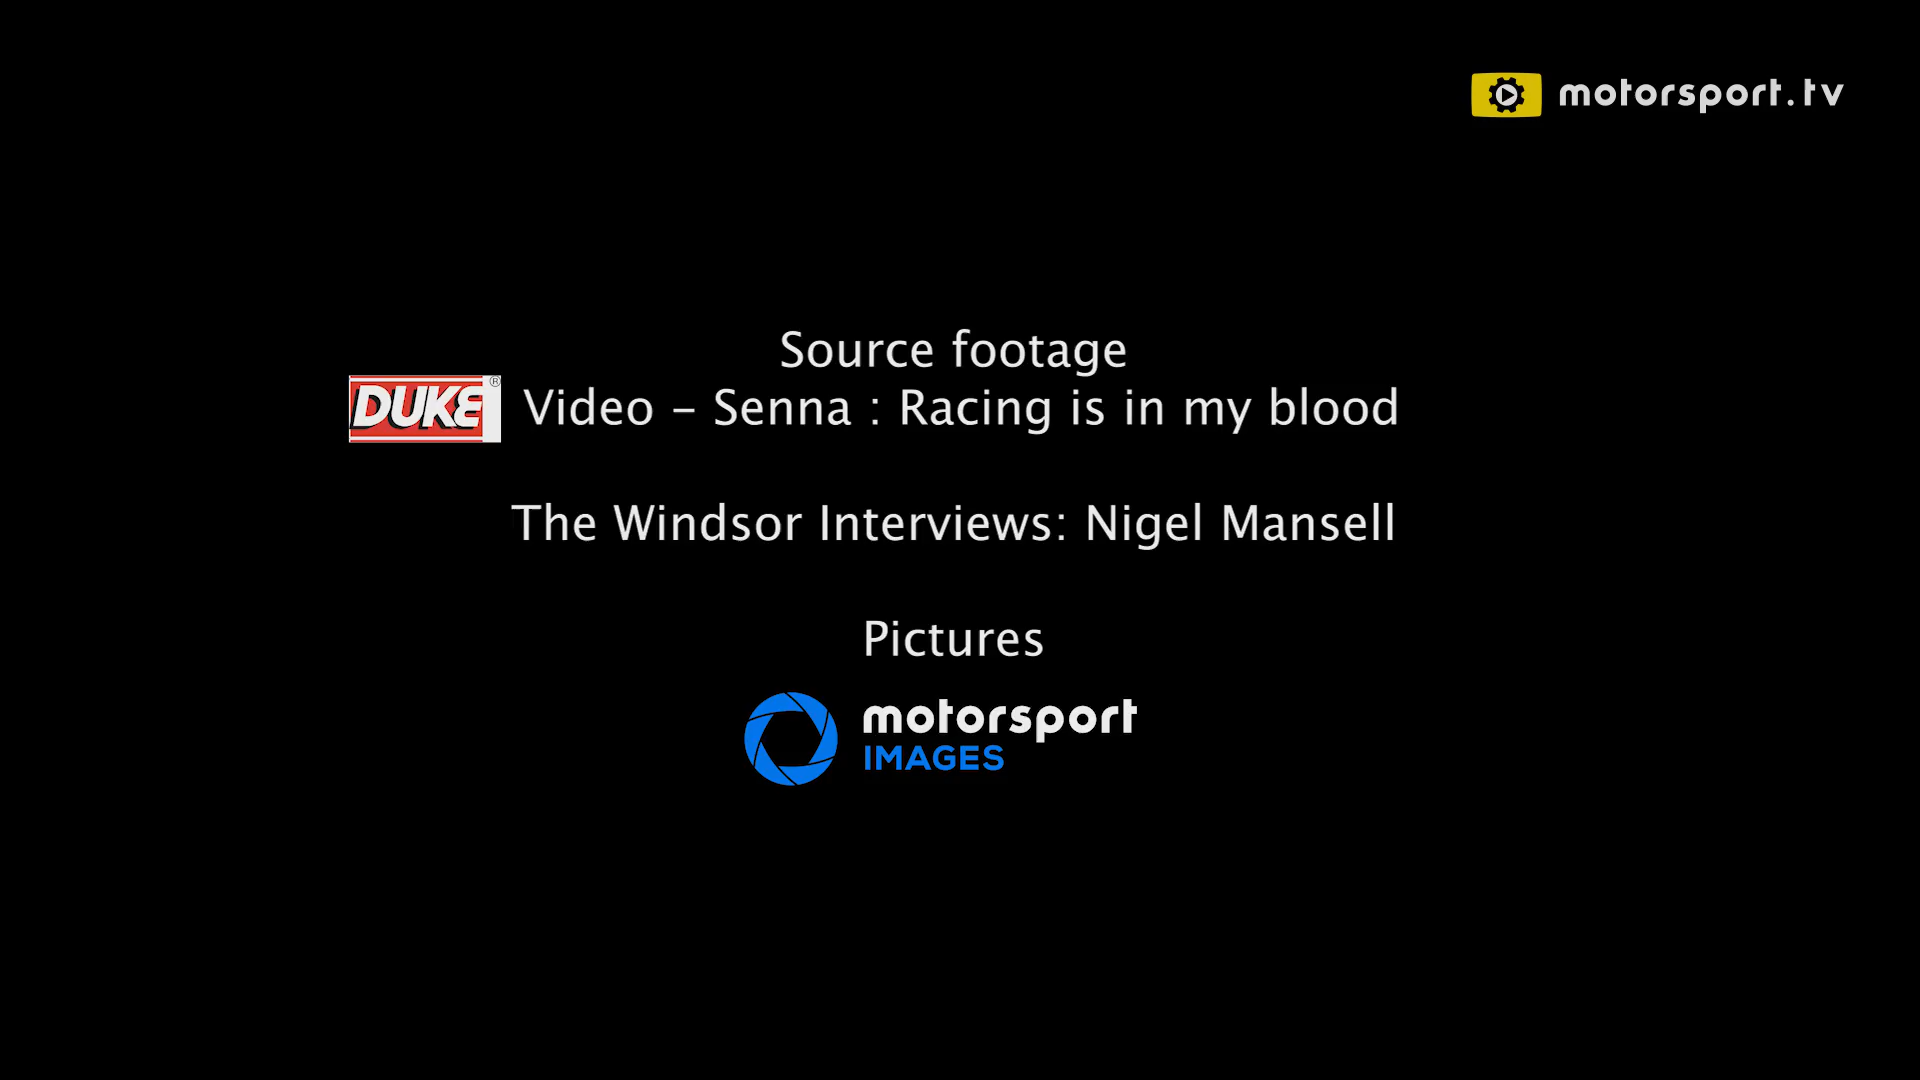 motorsport.tv
Source footage
DUKE® Video – Senna : Racing is in my blood
The Windsor Interviews: Nigel Mansell
Pictures
motorsport
IMAGES